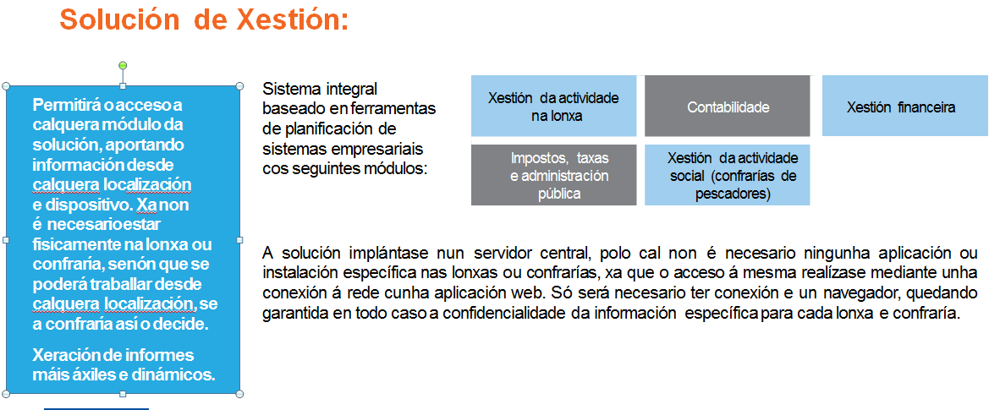 Solución de Xestión:
Permitirá o acceso a
calquera módulo da
solución, aportando
información desde
calquera localización
e dispositivo. Xa non
é necesario estar
fisicamente na lonxa ou
confraría, senón que se
poderá traballar desde
calquera localización, se
a confraría así o decide.
Xeración de informes
máis áxiles e dinámicos.
Sistema integral
baseado en ferramentas
de planificación de
sistemas empresariais
cos seguintes módulos:
Xestión da actividade
na lonxa
Contabilidade
Xestión financeira
Impostos, taxas
e administración
pública
Xestión da actividade
social (confrarías de
pescadores)
A solución implántase nun servidor central, polo cal non é necesario ningunha aplicación ou
instalación específica nas lonxas ou confrarías, xa que o acceso á mesma realízase mediante unha
conexión á rede cunha aplicación web. Só será necesario ter conexión e un navegador, quedando
garantida en todo caso a confidencialidade da información específica para cada lonxa e confraría.